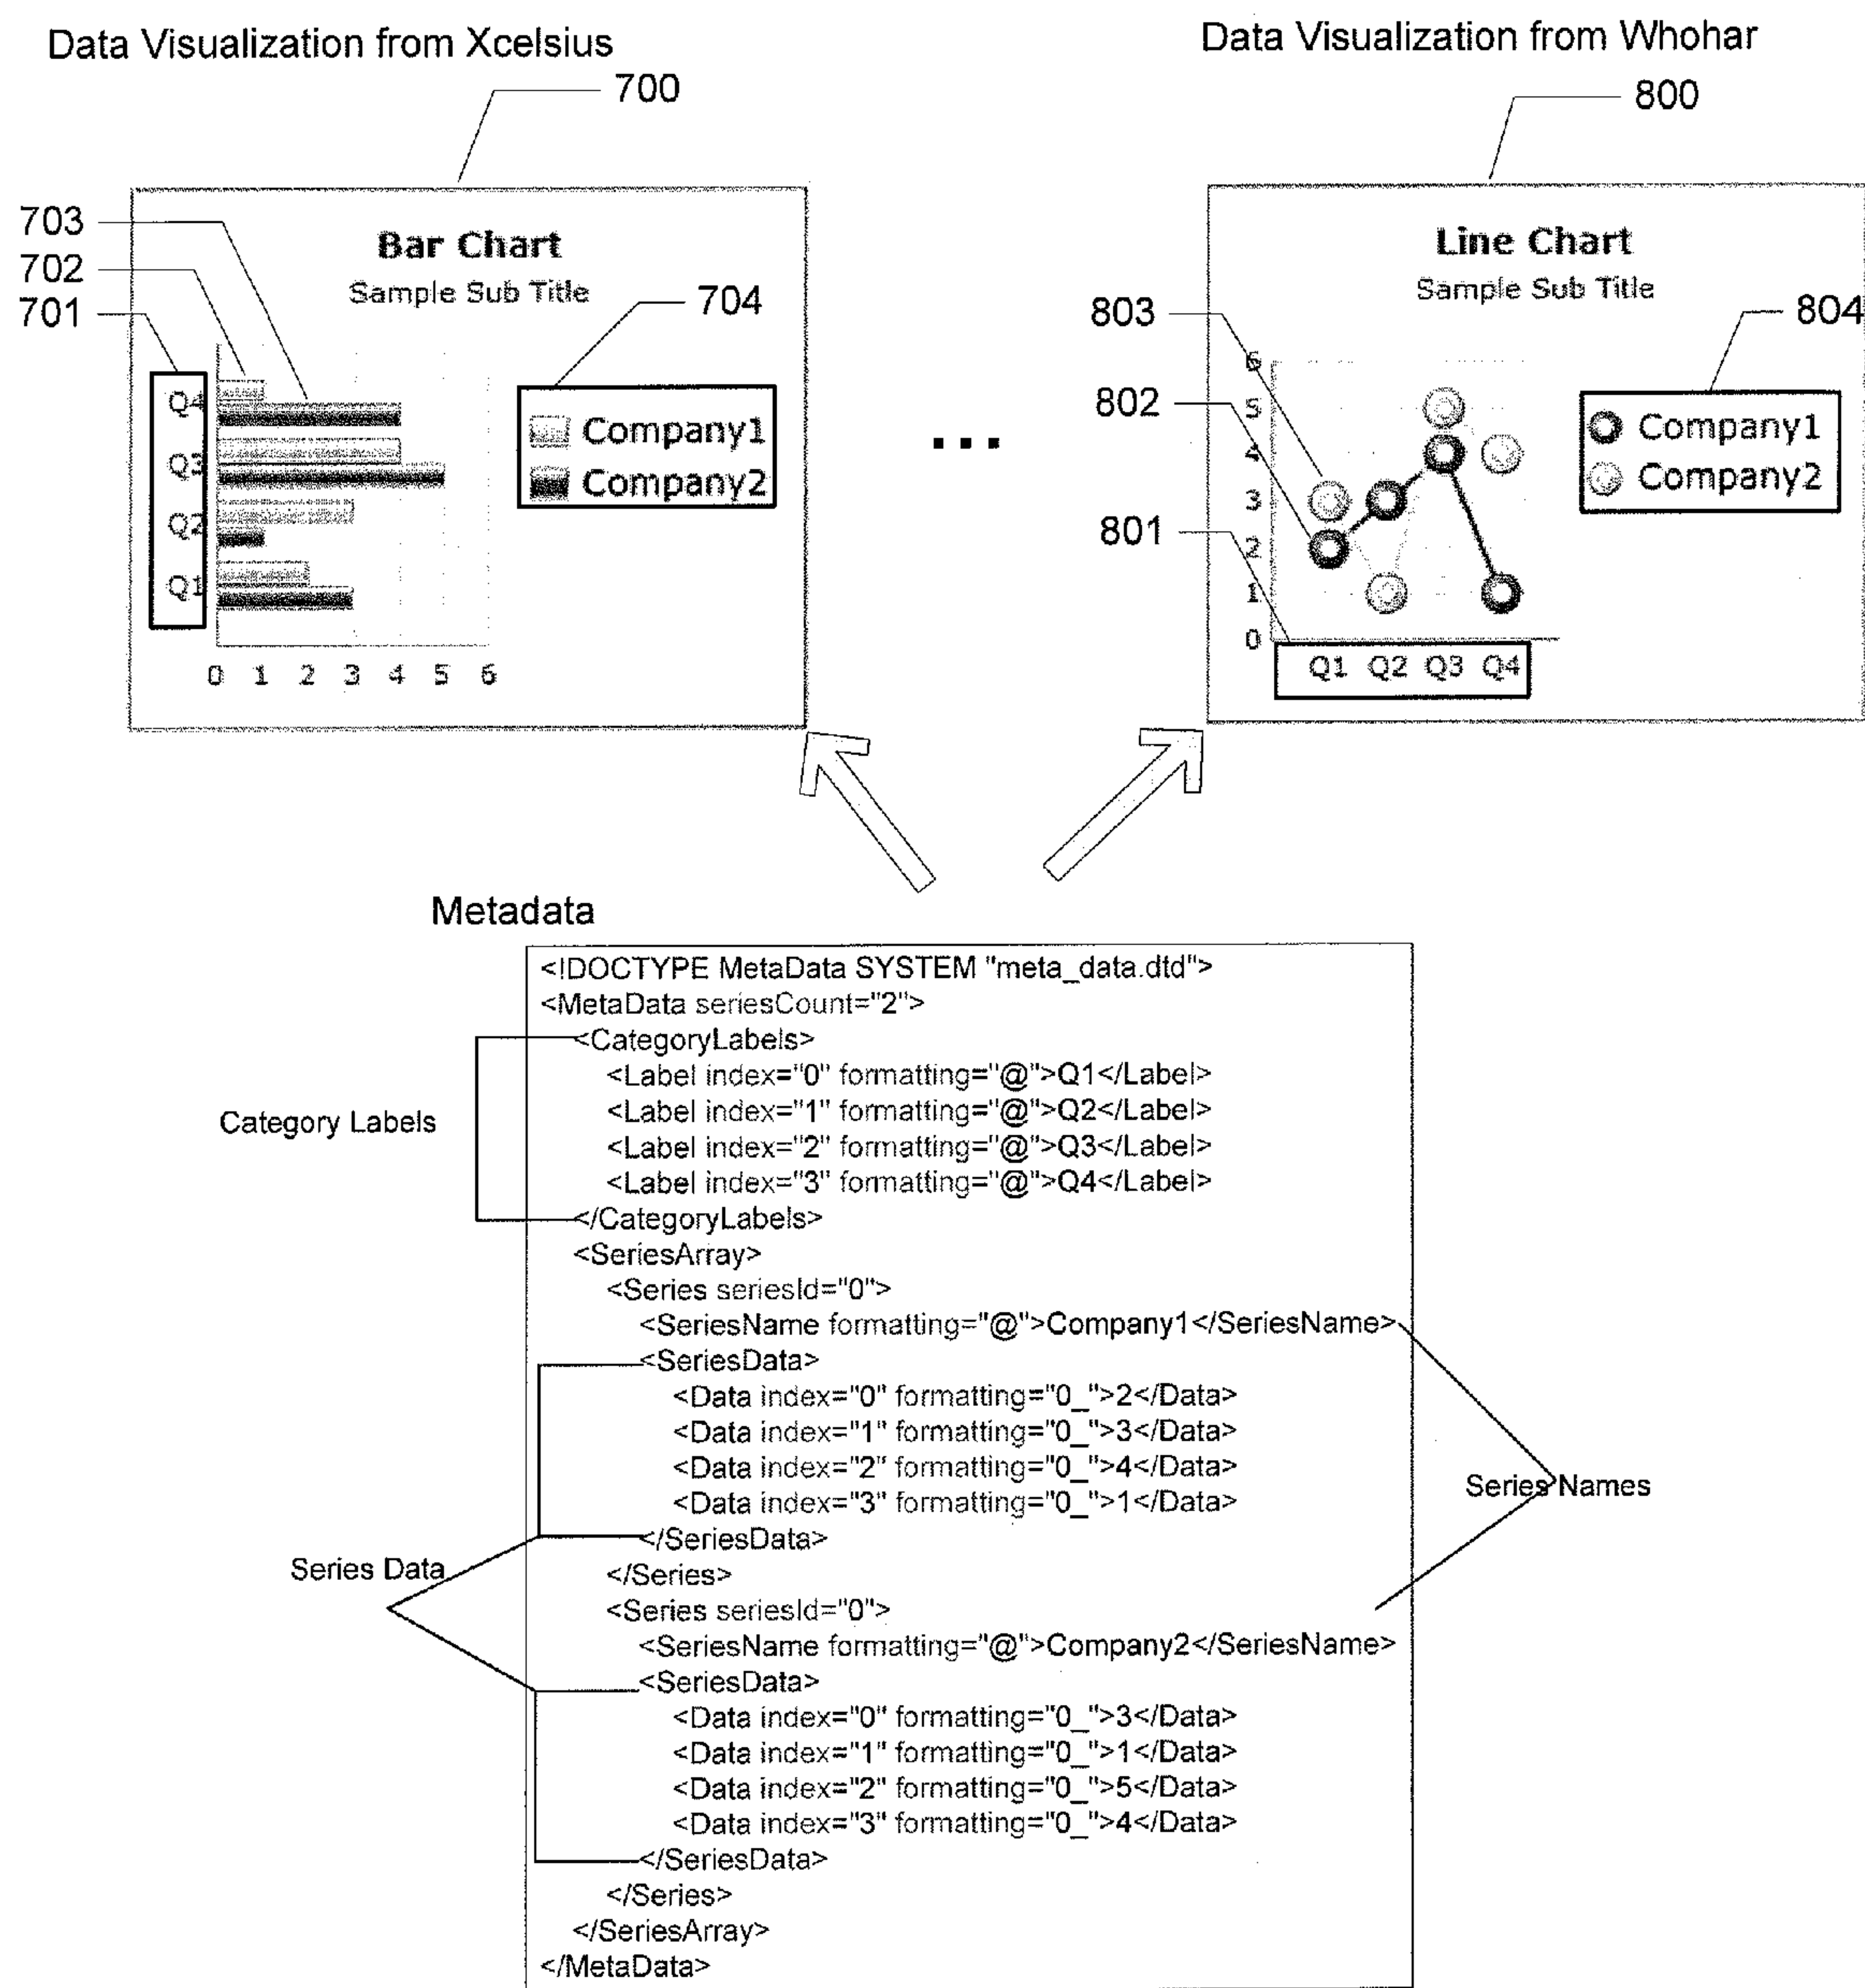 Data Visualization from Xcelsius
700
703
702
701
Bar Chart
Sample Sub Title
704
Q4
Q3
Q2
Q1
Company1
Company2
0 1 2 3 4 5 6
...
Data Visualization from Whohar
800
Line Chart
Sample Sub Title
803
802
801
804
6
5
4
3
2
1
0
Q1 Q2 Q3 Q4
Company1
Company2
Metadata
<!DOCTYPE MetaData SYSTEM "meta_data.dtd">
<MetaData seriesCount="2">
<CategoryLabels>
<Label index="0" formatting="@">Q1</Label>
<Label index="1" formatting="@">Q2</Label>
<Label index="2" formatting="@">Q3</Label>
<Label index="3" formatting="@">Q4</Label>
</CategoryLabels>
Category Labels
<SeriesArray>
<Series seriesId="0">
<SeriesName formatting="@">Company1</SeriesName>
<SeriesData>
<Data index="0" formatting="0_">2</Data>
<Data index="1" formatting="0_">3</Data>
<Data index="2" formatting="0_">4</Data>
<Data index="3" formatting="0_">1</Data>
</SeriesData>
Series Names
Series Data
</Series>
<Series seriesId="0">
<SeriesName formatting="@">Company2</SeriesName>
<SeriesData>
<Data index="0" formatting="0_">3</Data>
<Data index="1" formatting="0_">1</Data>
<Data index="2" formatting="0_">5</Data>
<Data index="3" formatting="0_">4</Data>
</SeriesData>
</Series>
</SeriesArray>
</MetaData>